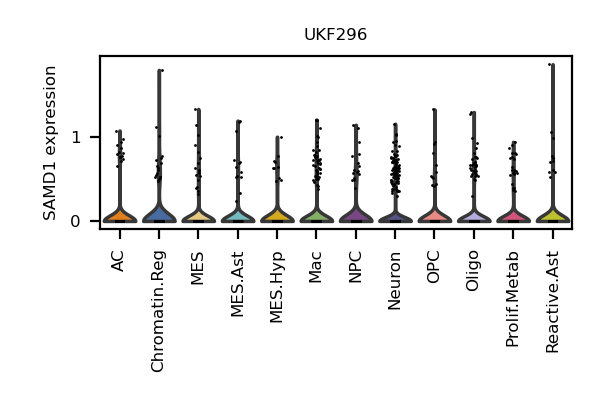 UKF296
SAMD1 expression
1
0
AC
Chromatin.Reg
MES
MES.Ast
MES.Hyp
Mac
NPC
Neuron
OPC
Oligo
Prolif.Metab
Reactive.Ast